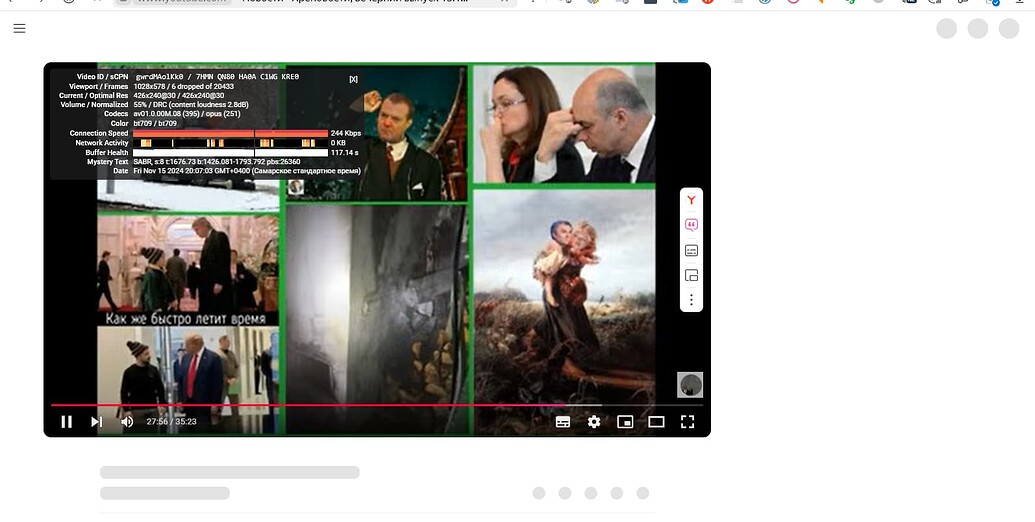 Video ID / sCPN gwrdMAolKk0 / 7HMN QN80 HA0A C1WG KRE0 [X]
Viewport / Frames 1028x578 / 6 dropped of 20433
Current / Optimal Res 426x240@30 / 426x240@30
Volume / Normalized 55% / DRC (content loudness 2.8dB)
Codecs av01.0.00M.08 (395) / opus (251)
Color bt709 / bt709
Connection Speed 244 Kbps
Network Activity 0 KB
Buffer Health 117.14 s
Mystery Text SABR, s:8 t:1676.73 b:1426.081-1793.792 pbs:26360
Date Fri Nov 15 2024 20:07:03 GMT+0400 (Самарское стандартное время)
Как же быстро летит время
27:56 / 35:23